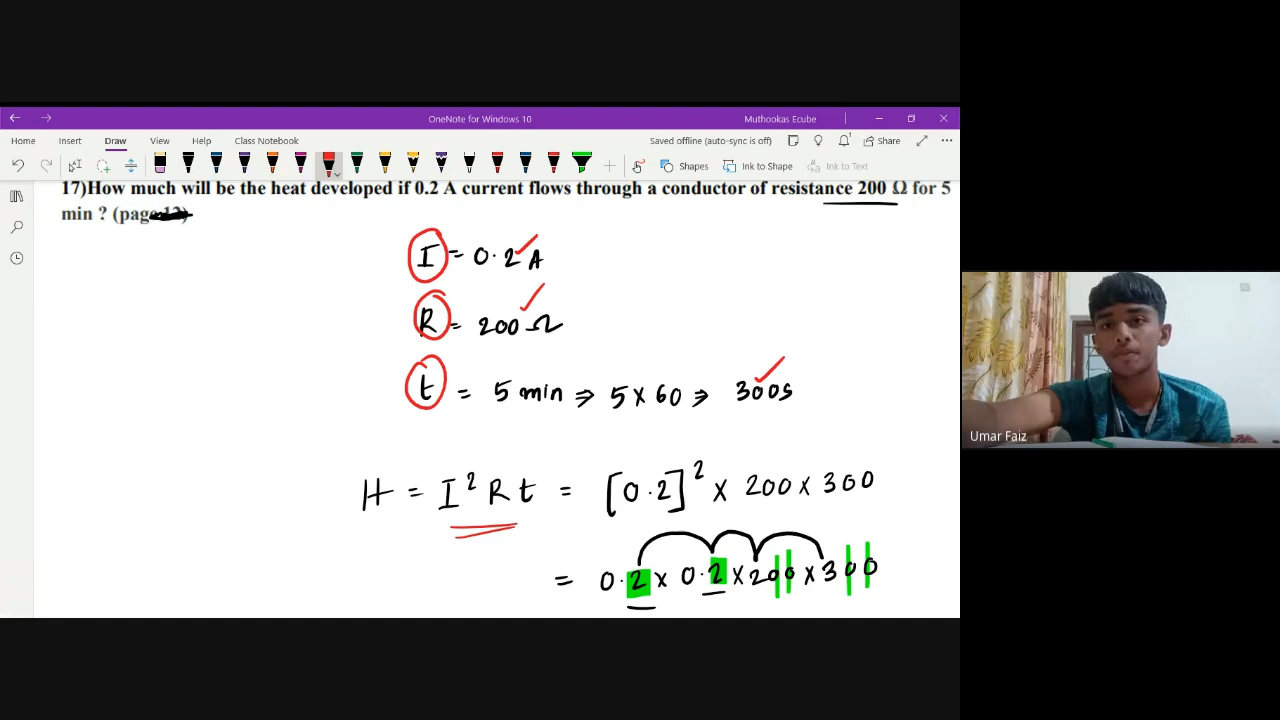 OneNote for Windows 10
Muthookas Ecube
Home Insert Draw View Help Class Notebook
Saved offline (auto-sync is off)
Share
Shapes Ink to Shape Ink to Text
17)How much will be the heat developed if 0.2 A current flows through a conductor of resistance 200 Ω for 5
min ? (page
I = 0.2 A
R = 200 Ω
t = 5 min ⇒ 5 × 60 ⇒ 300s
H = I² R t = [0.2]² × 200 × 300
= 0.2 × 0.2 × 200 × 300
Umar Faiz